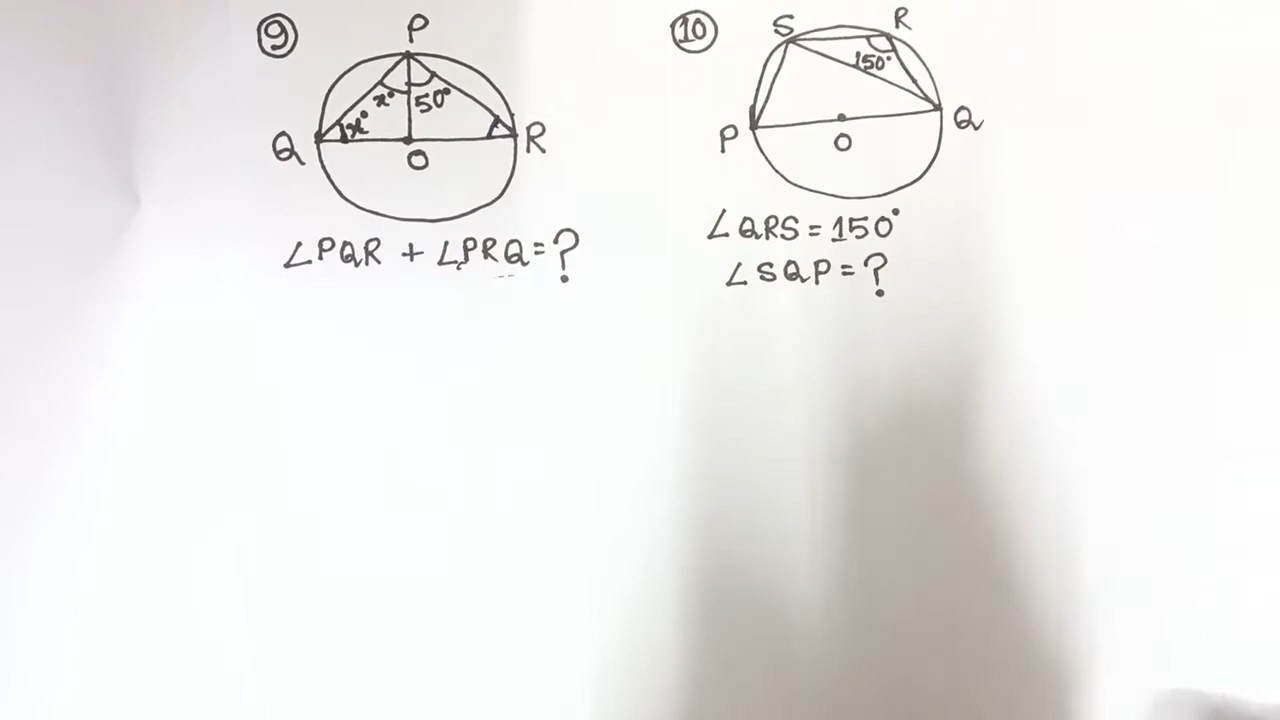 9
P
x° 50°
x°
Q O R
∠PQR + ∠PRQ = ?
10
S R
150°
P O Q
∠QRS = 150°
∠SQP = ?